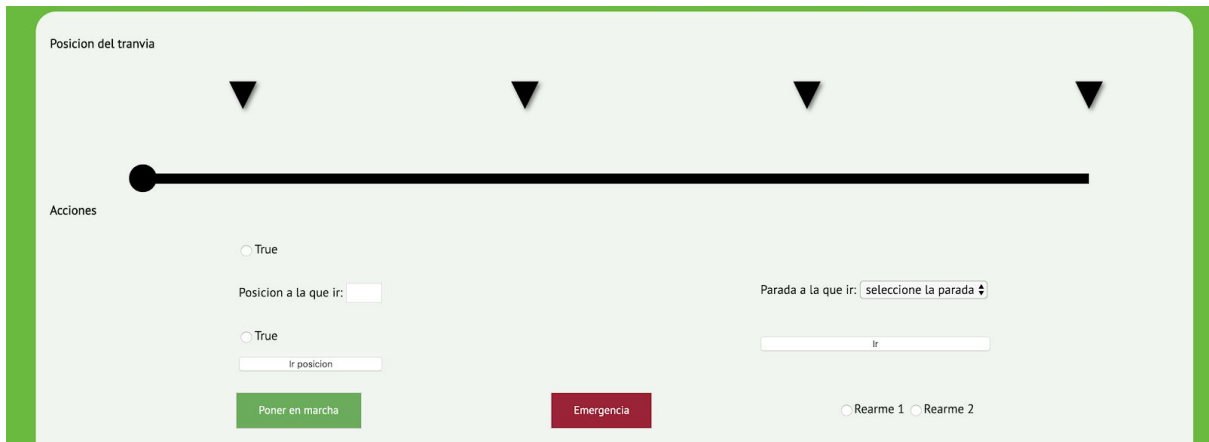 Posicion del tranvia
Acciones
True
Posicion a la que ir:
Parada a la que ir: seleccione la parada
True
Ir
Ir posicion
Poner en marcha
Emergencia
Rearme 1 Rearme 2